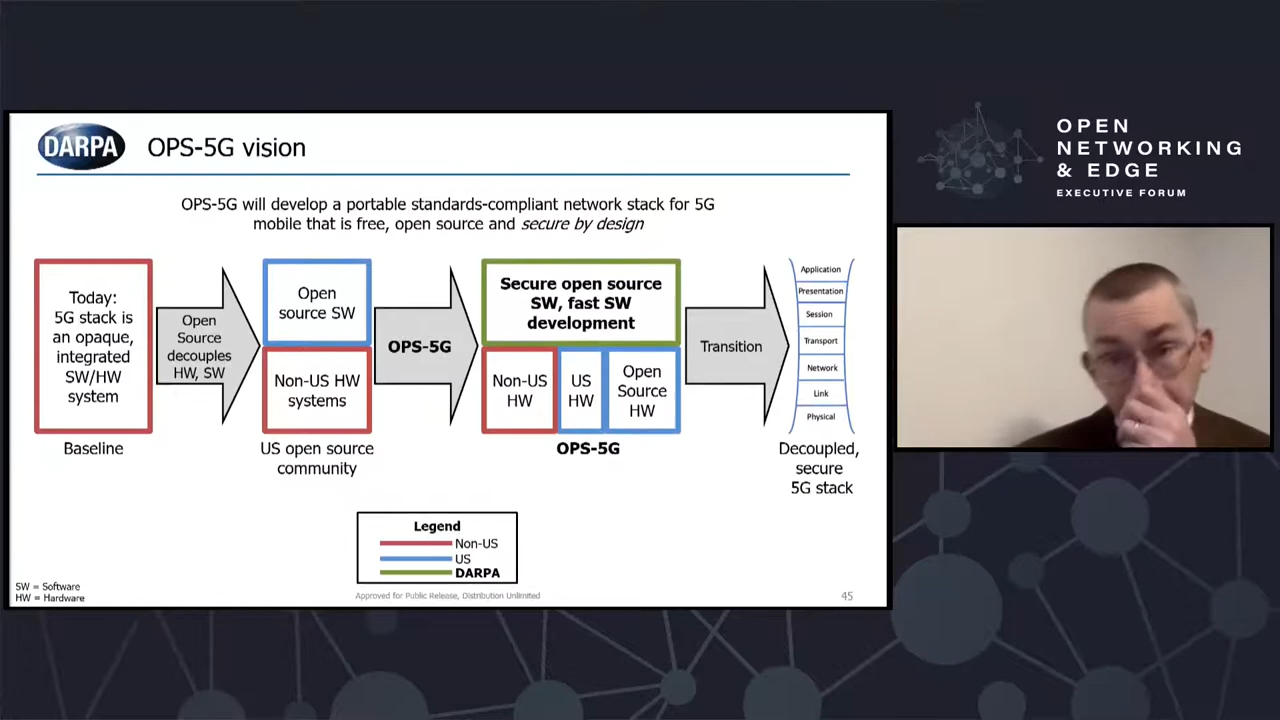 DARPA
OPS-5G vision
OPS-5G will develop a portable standards-compliant network stack for 5G
mobile that is free, open source and secure by design
Today:
5G stack is
an opaque,
integrated
SW/HW
system
Baseline
Open
Source
decouples
HW, SW
Open
source SW
Non-US HW
systems
US open source
community
OPS-5G
Secure open source
SW, fast SW
development
Non-US
HW
US
HW
Open
Source
HW
OPS-5G
Transition
Application
Presentation
Session
Transport
Network
Link
Physical
Decoupled,
secure
5G stack
Legend
Non-US
US
DARPA
SW = Software
HW = Hardware
Approved for Public Release, Distribution Unlimited
45
OPEN
NETWORKING
& EDGE
EXECUTIVE FORUM